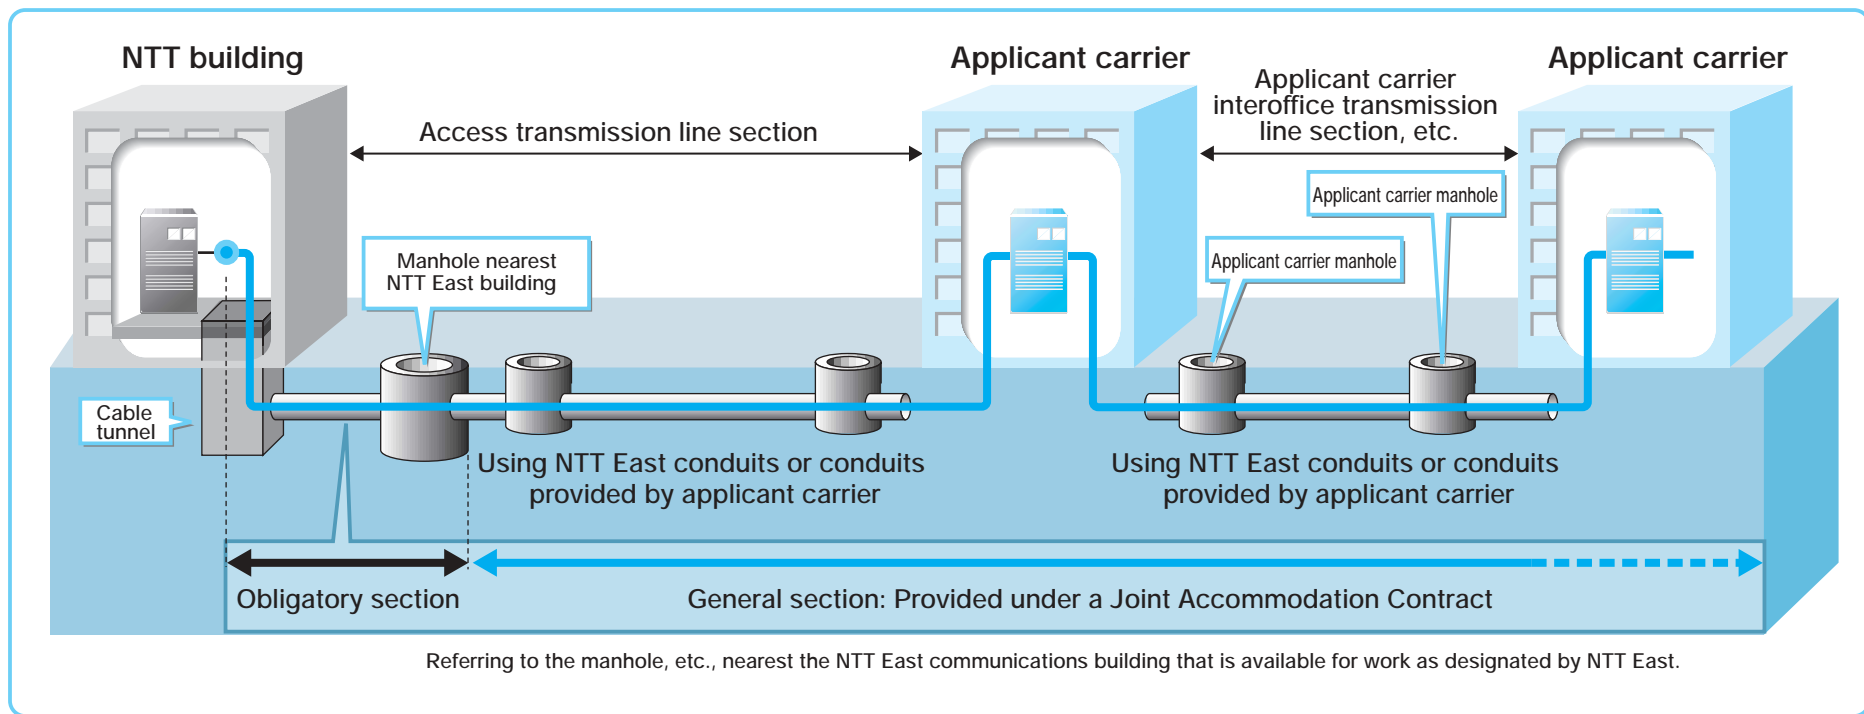 NTT building
Applicant carrier
Applicant carrier
Access transmission line section
Applicant carrier
interoffice transmission
line section, etc.
Applicant carrier manhole
Applicant carrier manhole
Manhole nearest
NTT East building
Cable
tunnel
Using NTT East conduits or conduits
provided by applicant carrier
Using NTT East conduits or conduits
provided by applicant carrier
Obligatory section
General section: Provided under a Joint Accommodation Contract
Referring to the manhole, etc., nearest the NTT East communications building that is available for work as designated by NTT East.